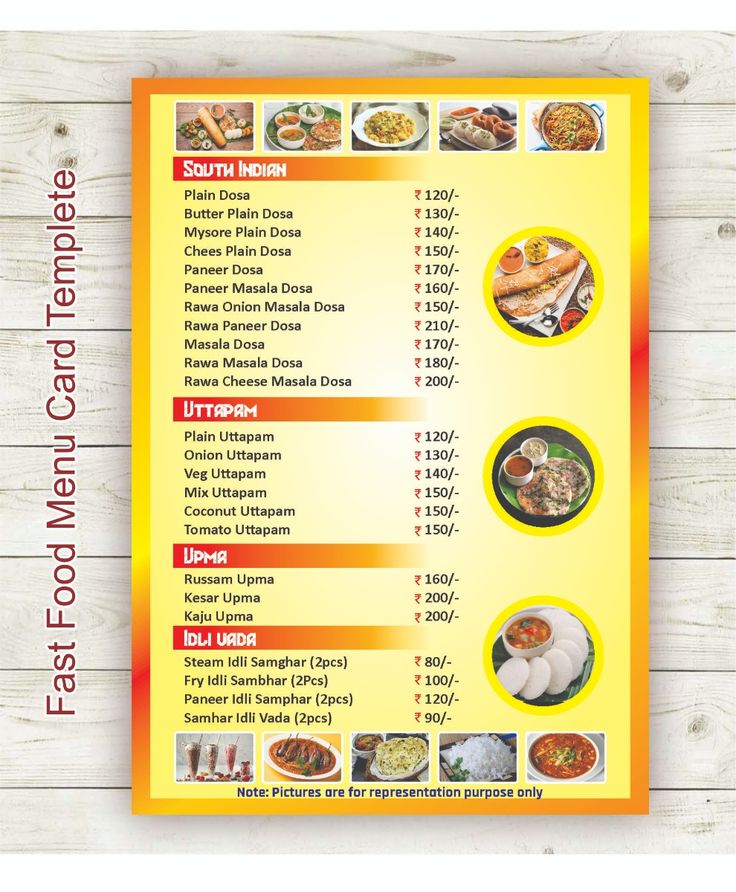 Fast Food Menu Card Templete
South Indian
Plain Dosa ₹ 120/-
Butter Plain Dosa ₹ 130/-
Mysore Plain Dosa ₹ 140/-
Chees Plain Dosa ₹ 150/-
Paneer Dosa ₹ 170/-
Paneer Masala Dosa ₹ 160/-
Rawa Onion Masala Dosa ₹ 150/-
Rawa Paneer Dosa ₹ 210/-
Masala Dosa ₹ 170/-
Rawa Masala Dosa ₹ 180/-
Rawa Cheese Masala Dosa ₹ 200/-
Uttapam
Plain Uttapam ₹ 120/-
Onion Uttapam ₹ 130/-
Veg Uttapam ₹ 140/-
Mix Uttapam ₹ 150/-
Coconut Uttapam ₹ 150/-
Tomato Uttapam ₹ 150/-
Upma
Russam Upma ₹ 160/-
Kesar Upma ₹ 200/-
Kaju Upma ₹ 200/-
Idli vada
Steam Idli Samghar (2pcs) ₹ 80/-
Fry Idli Sambhar (2Pcs) ₹ 100/-
Paneer Idli Samphar (2pcs) ₹ 120/-
Samhar Idli Vada (2pcs) ₹ 90/-
Note: Pictures are for representation purpose only